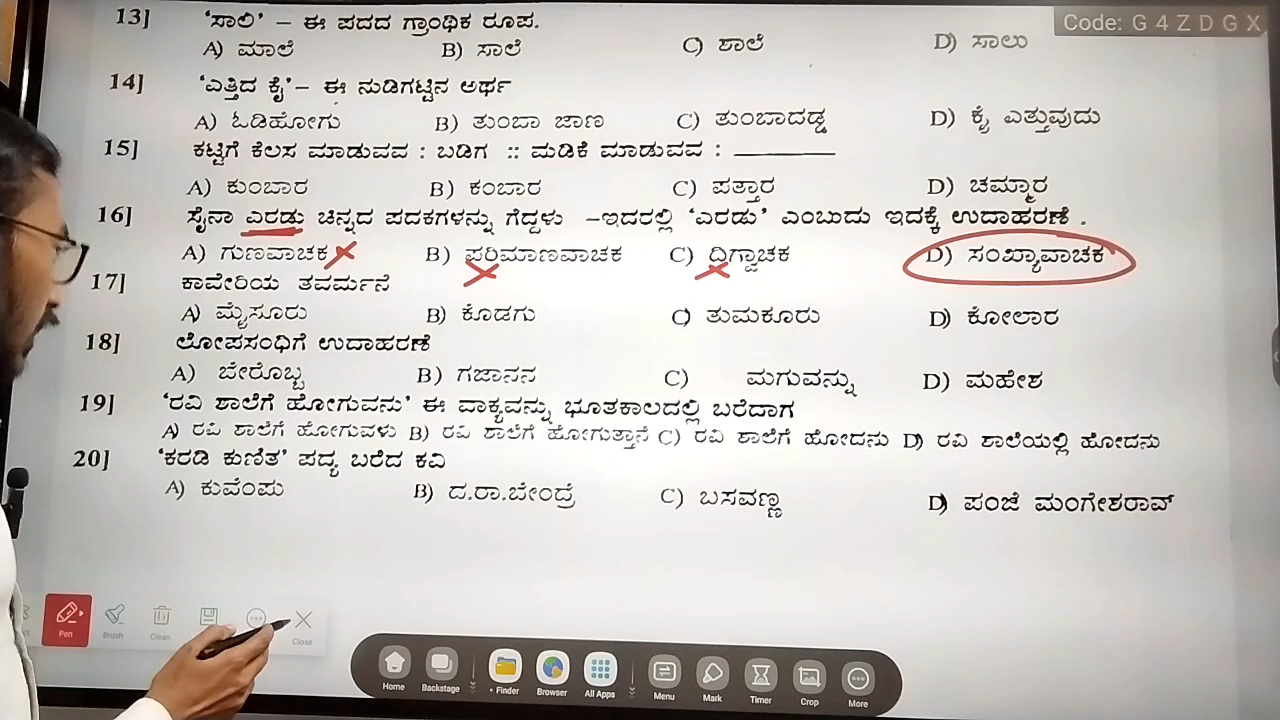 Code: G 4 Z D G X
13] 'ಸಾಲಿ' – ಈ ಪದದ ಗ್ರಾಂಥಿಕ ರೂಪ.
A) ಮಾಲೆ B) ಸಾಲೆ C) ಶಾಲೆ D) ಸಾಲು
14] 'ಎತ್ತಿದ ಕೈ' – ಈ ನುಡಿಗಟ್ಟಿನ ಅರ್ಥ
A) ಓಡಿಹೋಗು B) ತುಂಬಾ ಜಾಣ C) ತುಂಬಾದಡ್ಡ D) ಕೈ ಎತ್ತುವುದು
15] ಕಟ್ಟಿಗೆ ಕೆಲಸ ಮಾಡುವವ : ಬಡಿಗ :: ಮಡಿಕೆ ಮಾಡುವವ : ________
A) ಕುಂಬಾರ B) ಕಂಬಾರ C) ಪತ್ತಾರ D) ಚಮ್ಮಾರ
16] ಸೈನಾ ಎರಡು ಚಿನ್ನದ ಪದಕಗಳನ್ನು ಗೆದ್ದಳು –ಇದರಲ್ಲಿ 'ಎರಡು' ಎಂಬುದು ಇದಕ್ಕೆ ಉದಾಹರಣೆ .
A) ಗುಣವಾಚಕ B) ಪರಿಮಾಣವಾಚಕ C) ದಿಗ್ವಾಚಕ D) ಸಂಖ್ಯಾವಾಚಕ
17] ಕಾವೇರಿಯ ತವರ್ಮನೆ
A) ಮೈಸೂರು B) ಕೊಡಗು C) ತುಮಕೂರು D) ಕೋಲಾರ
18] ಲೋಪಸಂಧಿಗೆ ಉದಾಹರಣೆ
A) ಬೇರೊಬ್ಬ B) ಗಜಾನನ C) ಮಗುವನ್ನು D) ಮಹೇಶ
19] 'ರವಿ ಶಾಲೆಗೆ ಹೋಗುವನು' ಈ ವಾಕ್ಯವನ್ನು ಭೂತಕಾಲದಲ್ಲಿ ಬರೆದಾಗ
A) ರವಿ ಶಾಲೆಗೆ ಹೋಗುವಳು B) ರವಿ ಶಾಲೆಗೆ ಹೋಗುತ್ತಾನೆ C) ರವಿ ಶಾಲೆಗೆ ಹೋದನು D) ರವಿ ಶಾಲೆಯಲ್ಲಿ ಹೋದನು
20] 'ಕರಡಿ ಕುಣಿತ' ಪದ್ಯ ಬರೆದ ಕವಿ
A) ಕುವೆಂಪು B) ದ.ರಾ.ಬೇಂದ್ರೆ C) ಬಸವಣ್ಣ D) ಪಂಜೆ ಮಂಗೇಶರಾವ್
Pen Brush Clean Close
Home Backstage Finder Browser All Apps Menu Mark Timer Crop More